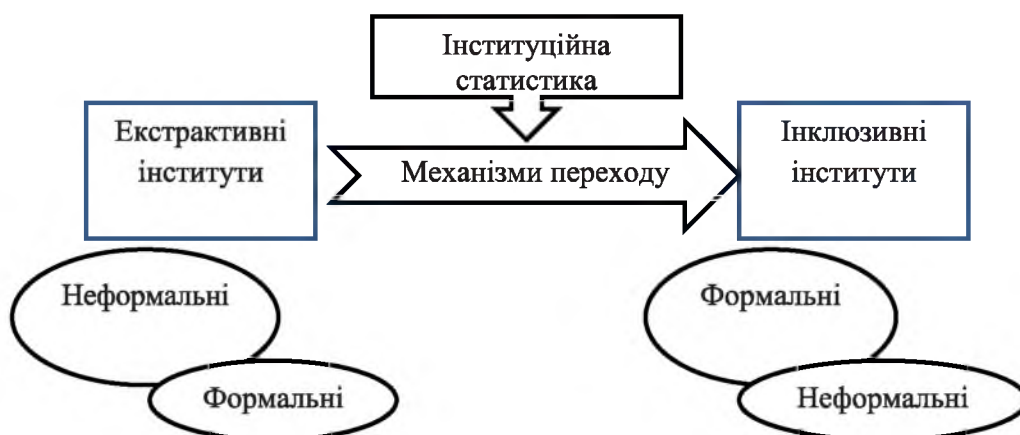 Інституційна
статистика
Екстрактивні
інститути
Механізми переходу
Інклюзивні
інститути
Неформальні
Формальні
Формальні
Неформальні